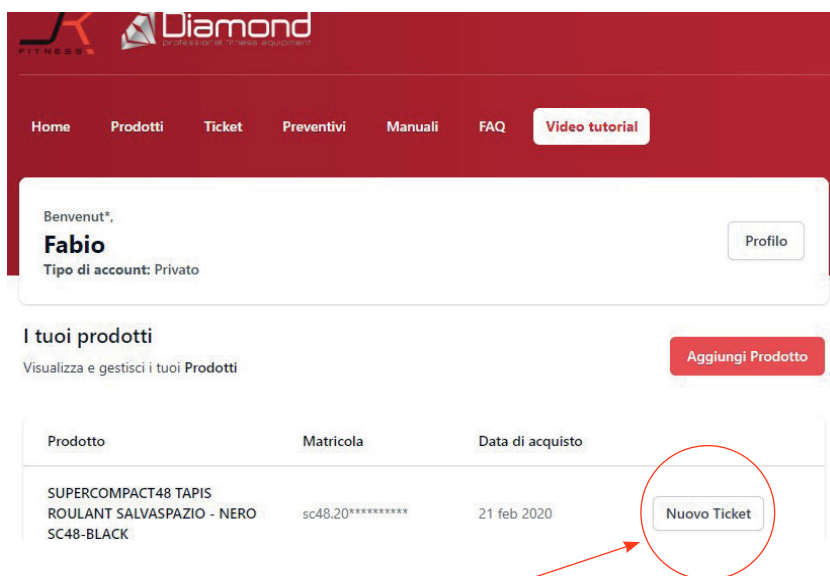 JK
FITNESS
Diamond
professional fitness equipment
Home Prodotti Ticket Preventivi Manuali FAQ Video tutorial
Benvenut*,
Fabio
Profilo
Tipo di account: Privato
I tuoi prodotti
Aggiungi Prodotto
Visualizza e gestisci i tuoi Prodotti
Prodotto Matricola Data di acquisto
SUPERCOMPACT48 TAPIS
ROULANT SALVASPAZIO - NERO sc48.20********** 21 feb 2020 Nuovo Ticket
SC48-BLACK